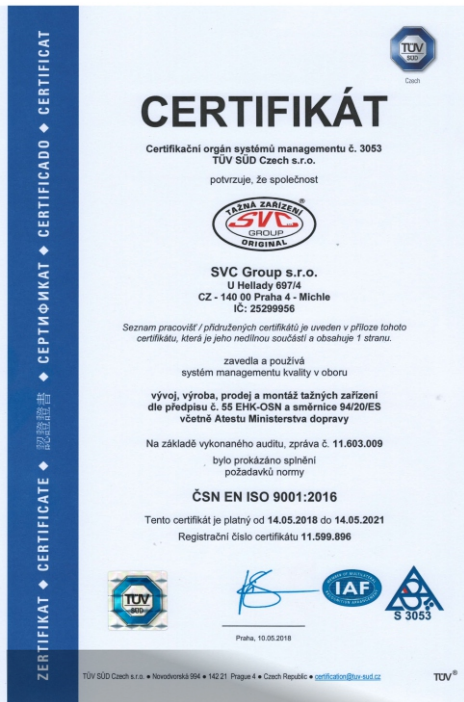 ZERTIFIKAT ◆ CERTIFICATE ◆ 認證證書 ◆ СЕРТИФИКАТ ◆ CERTIFICADO ◆ CERTIFICAT
TÜV
SÜD
Czech
CERTIFIKÁT
Certifikační orgán systémů managementu č. 3053
TÜV SÜD Czech s.r.o.
potvrzuje, že společnost
TAŽNÁ ZAŘÍZENÍ ®
SVC
GROUP
ORIGINAL
SVC Group s.r.o.
U Hellady 697/4
CZ - 140 00 Praha 4 - Michle
IČ: 25299956
Seznam pracovišť / přidružených certifikátů je uveden v příloze tohoto
certifikátu, která je jeho nedílnou součástí a obsahuje 1 stranu.
zavedla a používá
systém managementu kvality v oboru
vývoj, výroba, prodej a montáž tažných zařízení
dle předpisu č. 55 EHK-OSN a směrnice 94/20/ES
včetně Atestu Ministerstva dopravy
Na základě vykonaného auditu, zpráva č. 11.603.009
bylo prokázáno splnění
požadavků normy
ČSN EN ISO 9001:2016
Tento certifikát je platný od 14.05.2018 do 14.05.2021
Registrační číslo certifikátu 11.599.896
TÜV
SÜD
IAF
S 3053
Praha, 10.05.2018
TÜV SÜD Czech s.r.o. ● Novodvorská 994 ● 142 21 Prague 4 ● Czech Republic ● certification@tuv-sud.cz
TÜV®